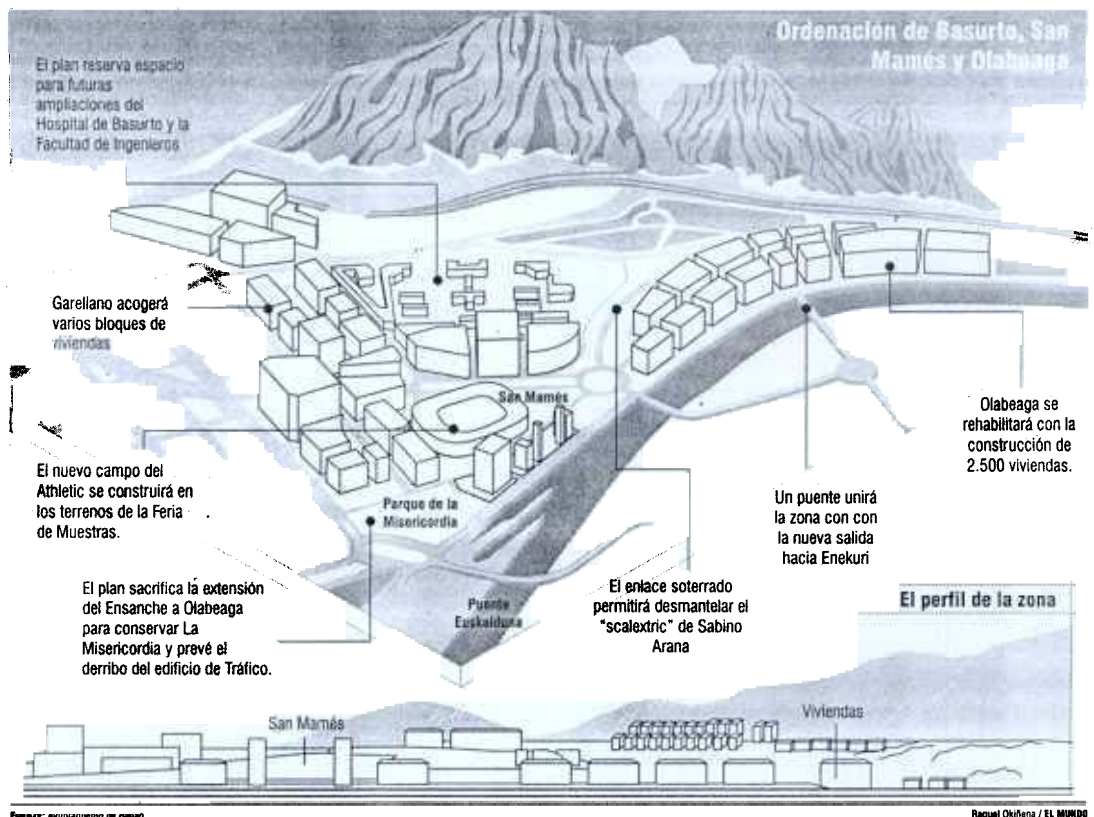 Ordenación de Basurto, San
Mamés y Olabeaga
El plan reserva espacio
para futuras
ampliaciones del
Hospital de Basurto y la
Facultad de Ingenieros
Garellano acogerá
varios bloques de
viviendas
San Mamés
Olabeaga se
rehabilitará con la
construcción de
2.500 viviendas.
El nuevo campo del
Athletic se construirá en
los terrenos de la Feria
de Muestras.
Parque de la
Misericordia
Un puente unirá
la zona con con
la nueva salida
hacia Enekuri
El plan sacrifica la extensión
del Ensanche a Olabeaga
para conservar La
Misericordia y prevé el
derribo del edificio de Tráfico.
Puente
Euskalduna
El enlace soterrado
permitirá desmantelar el
"scalextric" de Sabino
Arana
El perfil de la zona
San Mamés
Viviendas
Fuente: Ayuntamiento de Bilbao
Raquel Okiñena / EL MUNDO